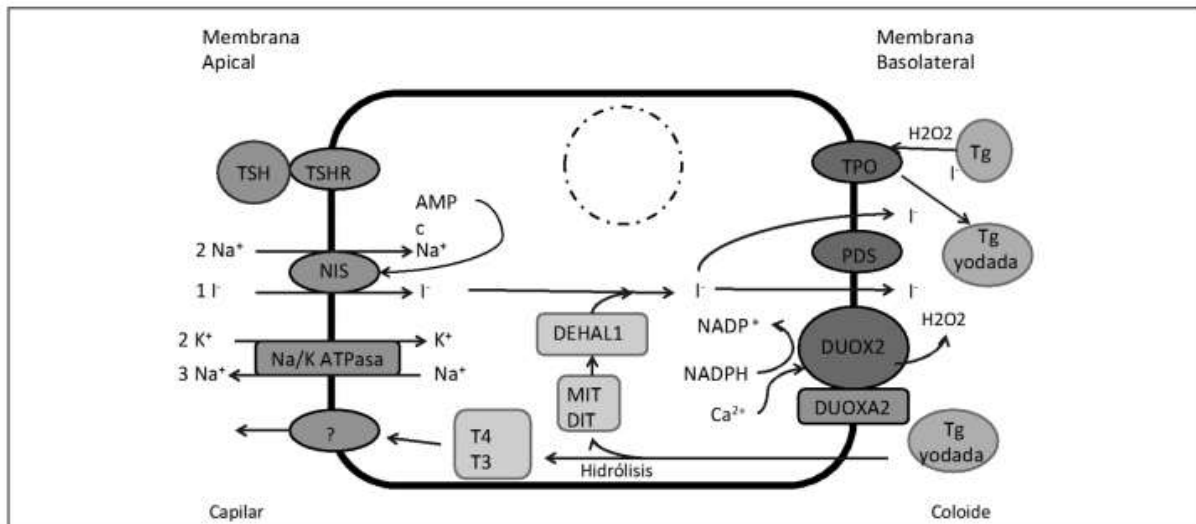 Membrana
Apical
Membrana
Basolateral
TSH
TSHR
AMP
c
2 Na⁺
Na⁺
NIS
1 I⁻
I⁻
I⁻
2 K⁺
K⁺
Na/K ATPasa
3 Na⁺
Na⁺
?
T4
T3
DEHAL1
MIT
DIT
Hidrólisis
H2O2
Tg
TPO
I⁻
I⁻
Tg
yodada
PDS
I⁻
NADP⁺
DUOX2
H2O2
NADPH
Ca²⁺
DUOXA2
Tg
yodada
Capilar
Coloide